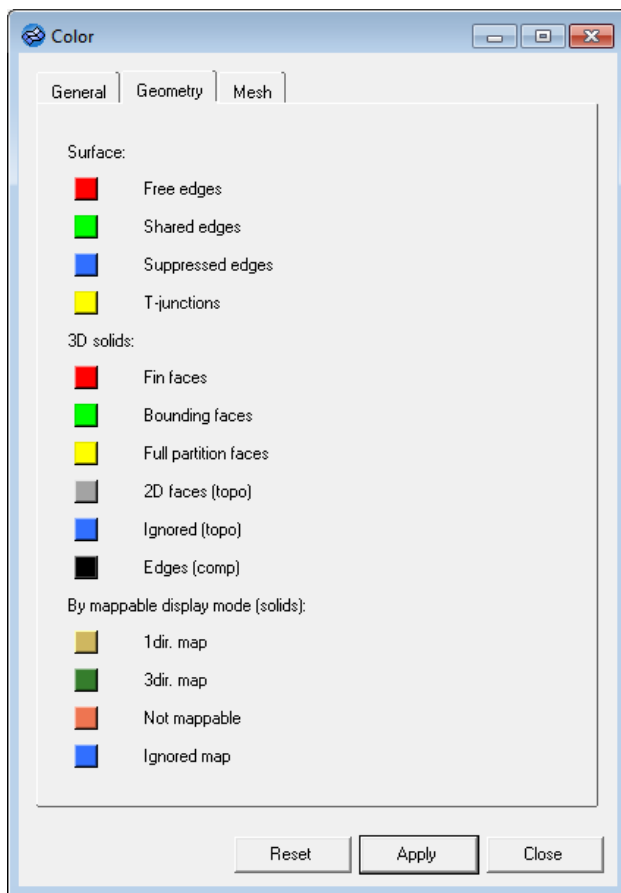 Color
General Geometry Mesh
Surface:
Free edges
Shared edges
Suppressed edges
T-junctions
3D solids:
Fin faces
Bounding faces
Full partition faces
2D faces (topo)
Ignored (topo)
Edges (comp)
By mappable display mode (solids):
1dir. map
3dir. map
Not mappable
Ignored map
Reset Apply Close